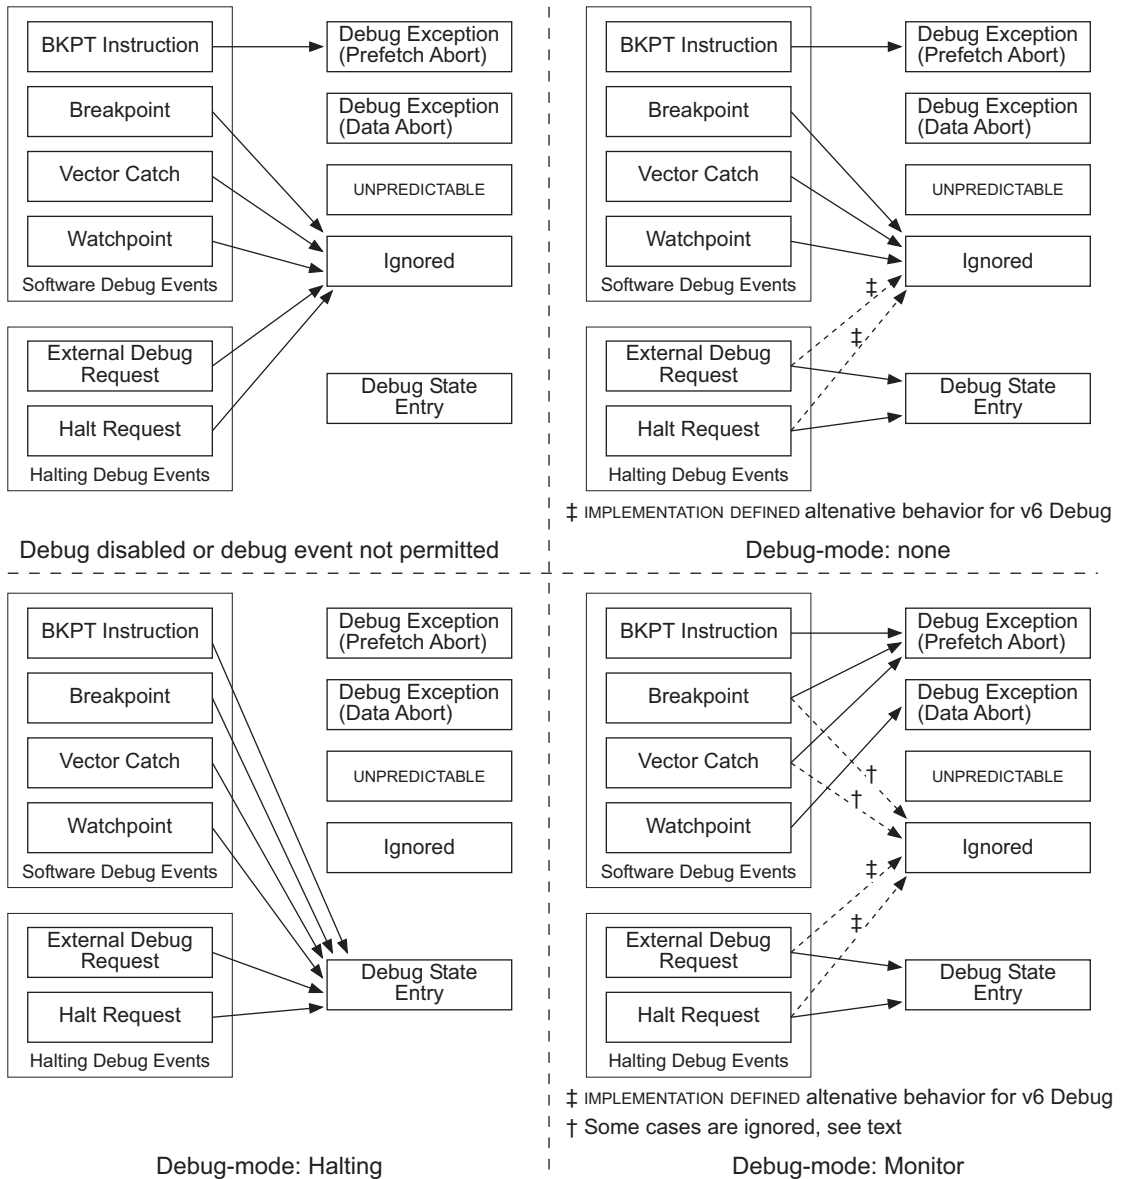 BKPT Instruction
Breakpoint
Vector Catch
Watchpoint
Software Debug Events
External Debug
Request
Halt Request
Halting Debug Events
Debug Exception
(Prefetch Abort)
Debug Exception
(Data Abort)
UNPREDICTABLE
Ignored
Debug State
Entry
Debug disabled or debug event not permitted
BKPT Instruction
Breakpoint
Vector Catch
Watchpoint
Software Debug Events
External Debug
Request
Halt Request
Halting Debug Events
Debug Exception
(Prefetch Abort)
Debug Exception
(Data Abort)
UNPREDICTABLE
Ignored
‡
‡
Debug State
Entry
‡ IMPLEMENTATION DEFINED altenative behavior for v6 Debug
Debug-mode: none
BKPT Instruction
Breakpoint
Vector Catch
Watchpoint
Software Debug Events
External Debug
Request
Halt Request
Halting Debug Events
Debug Exception
(Prefetch Abort)
Debug Exception
(Data Abort)
UNPREDICTABLE
Ignored
Debug State
Entry
Debug-mode: Halting
BKPT Instruction
Breakpoint
Vector Catch
Watchpoint
Software Debug Events
External Debug
Request
Halt Request
Halting Debug Events
Debug Exception
(Prefetch Abort)
Debug Exception
(Data Abort)
UNPREDICTABLE
†
†
Ignored
‡
‡
Debug State
Entry
‡ IMPLEMENTATION DEFINED altenative behavior for v6 Debug
† Some cases are ignored, see text
Debug-mode: Monitor